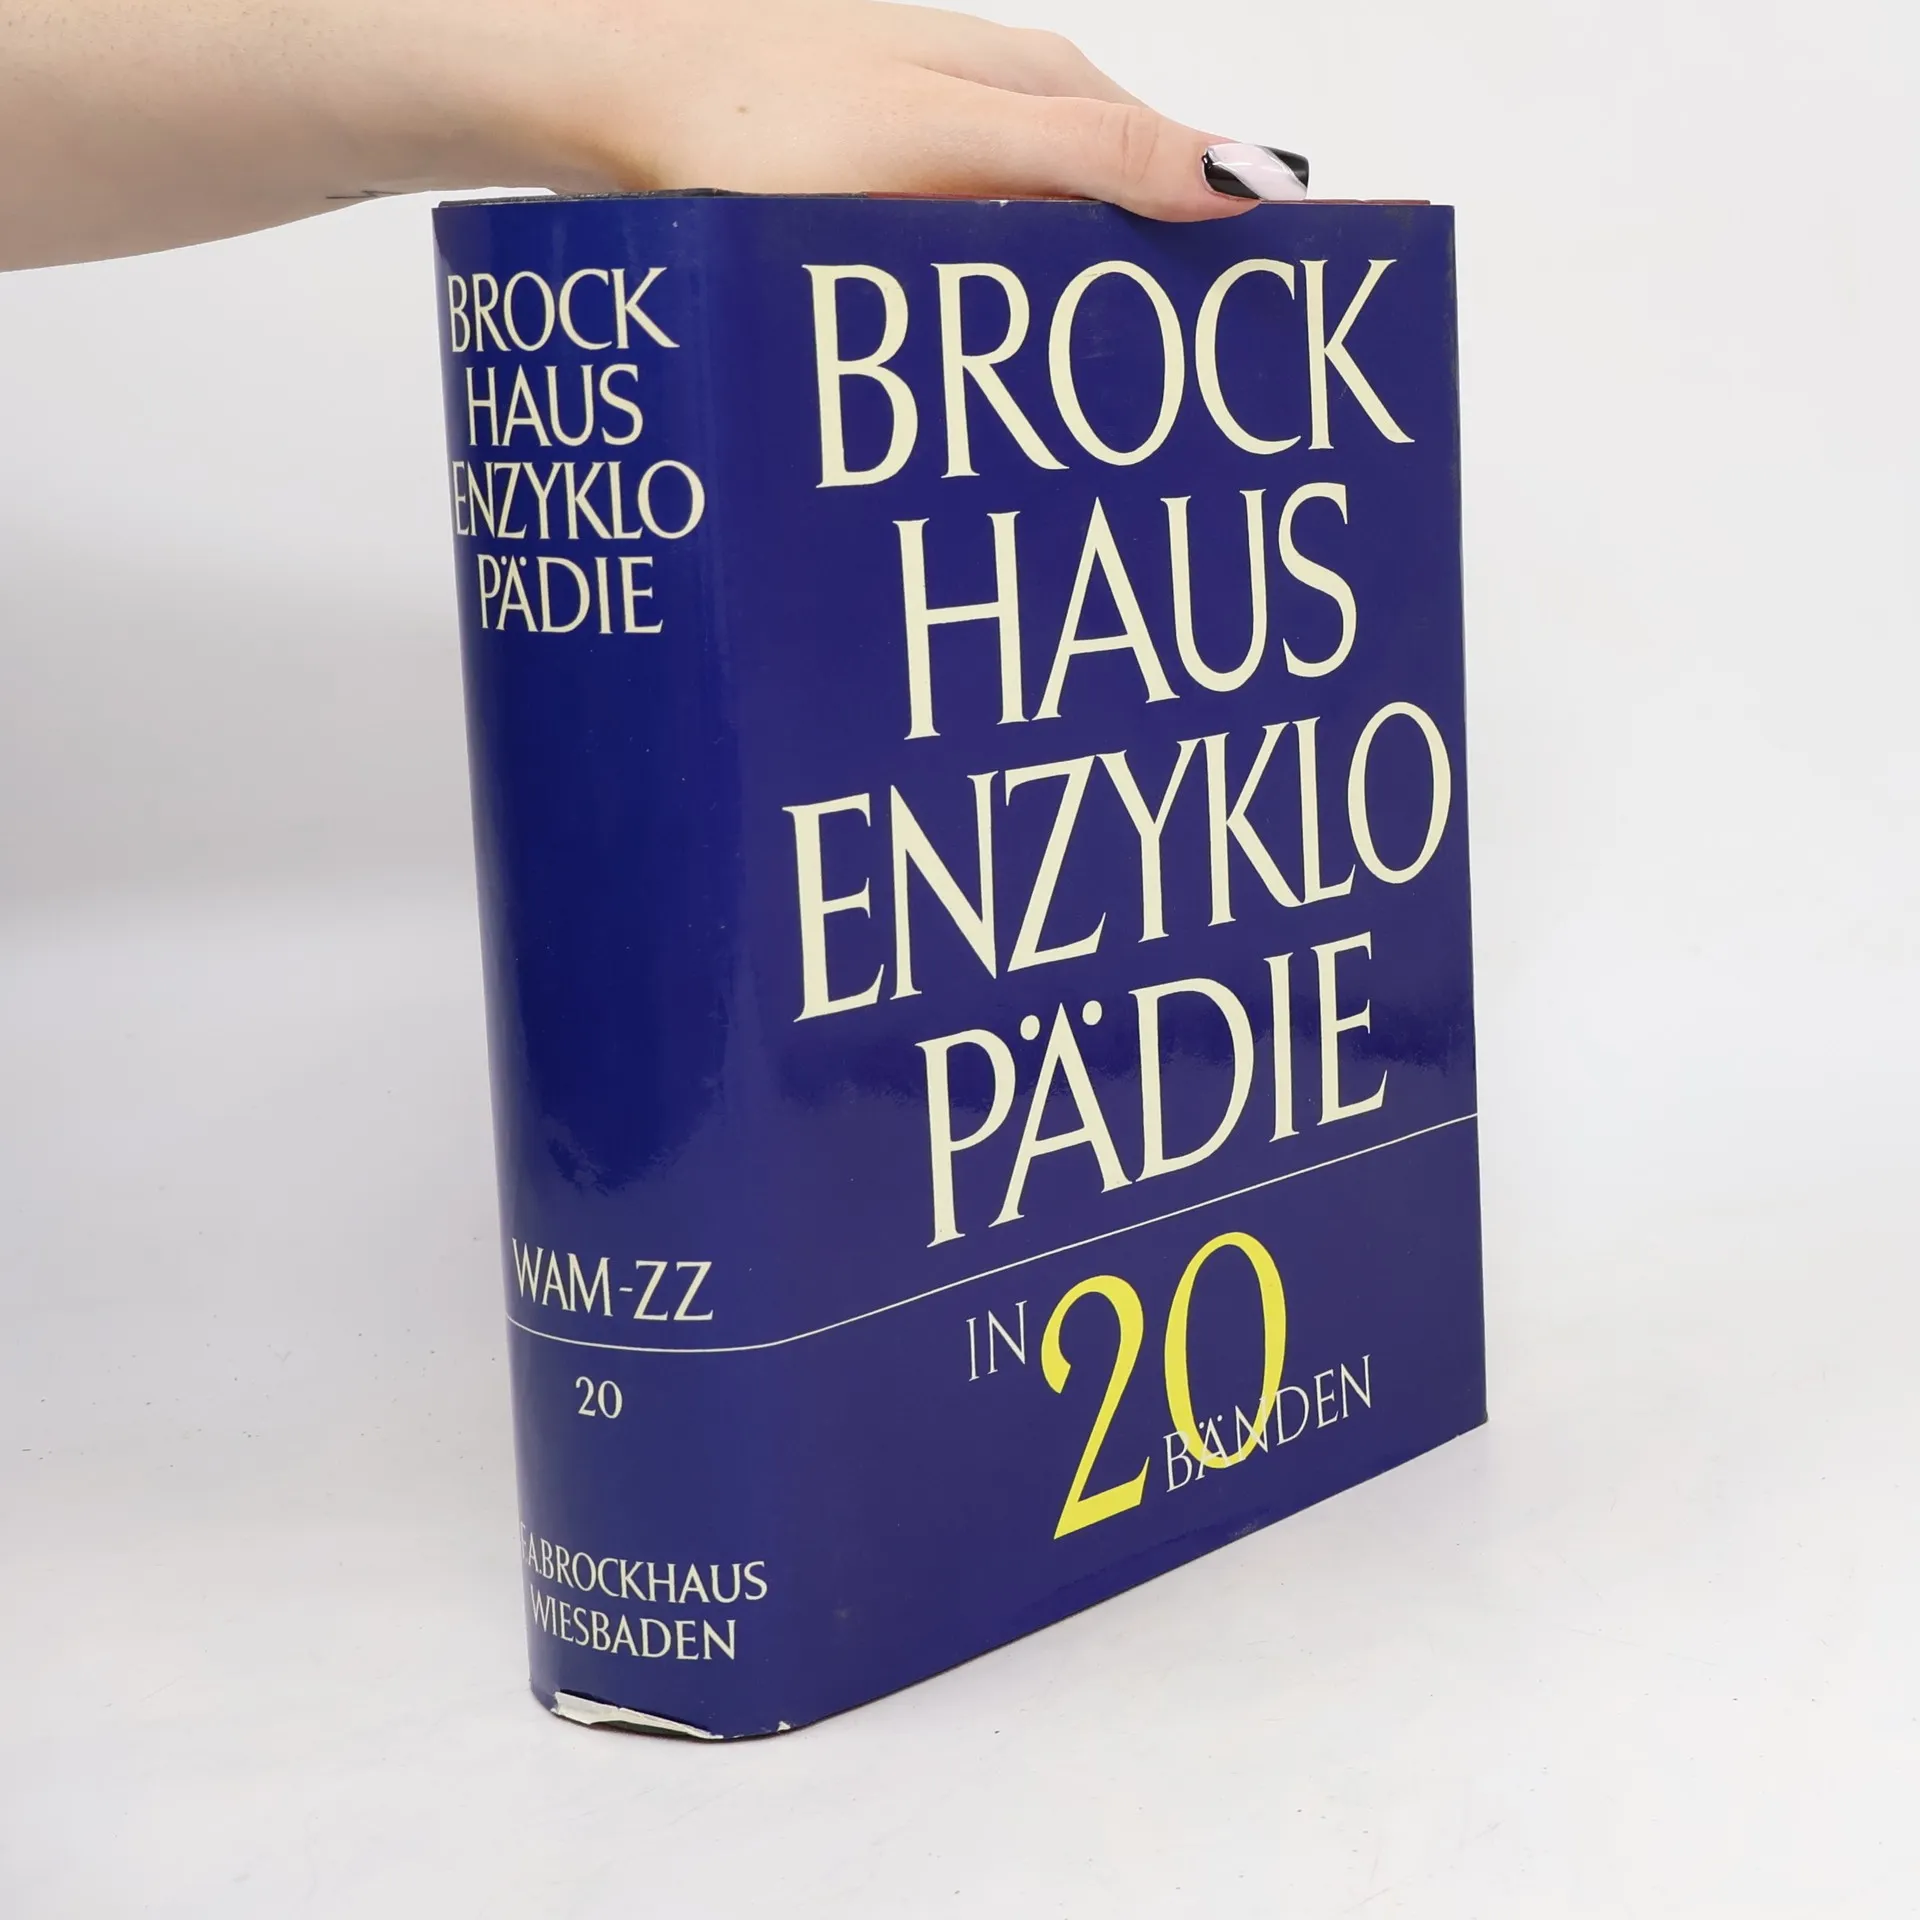 BROCK
HAUS
ENZYKLO
PÄDIE
WAM-ZZ
20
F.A.BROCKHAUS
WIESBADEN
BROCK
HAUS
ENZYKLO
PÄDIE
IN 20
BÄNDEN